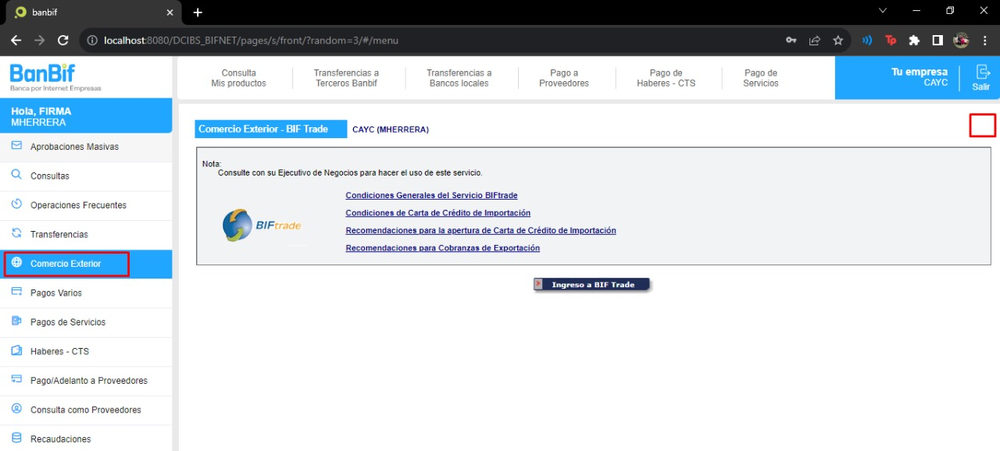 banbif
localhost:8080/DCIBS_BIFNET/pages/s/front/?random=3/#/menu
Tp
BanBif
Banca por Internet Empresas
Consulta
Mis productos
Transferencias a
Terceros Banbif
Transferencias a
Bancos locales
Pago a
Proveedores
Pago de
Haberes - CTS
Pago de
Servicios
Tu empresa
CAYC
Salir
Hola, FIRMA
MHERRERA
Aprobaciones Masivas
Consultas
Operaciones Frecuentes
Transferencias
Comercio Exterior
Pagos Varios
Pagos de Servicios
Haberes - CTS
Pago/Adelanto a Proveedores
Consulta como Proveedores
Recaudaciones
Comercio Exterior - BIF Trade
CAYC (MHERRERA)
Nota:
Consulte con su Ejecutivo de Negocios para hacer el uso de este servicio.
BIFtrade
Condiciones Generales del Servicio BIFtrade
Condiciones de Carta de Crédito de Importación
Recomendaciones para la apertura de Carta de Crédito de Importación
Recomendaciones para Cobranzas de Exportación
Ingreso a BIF Trade